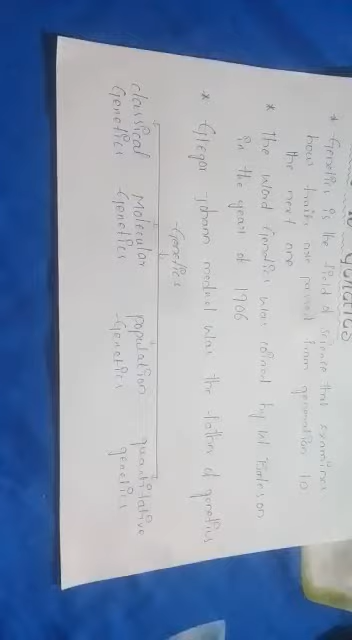 Genetics
* Genetics is the field of science that examines
how traits are passed from generation to
the next one
* The word Genetics was coined by W Bateson
in the year of 1906
* Gregor Johann mendel was the father of genetics
Genetics
classical Molecular population quantitative
Genetics Genetics Genetics genetics